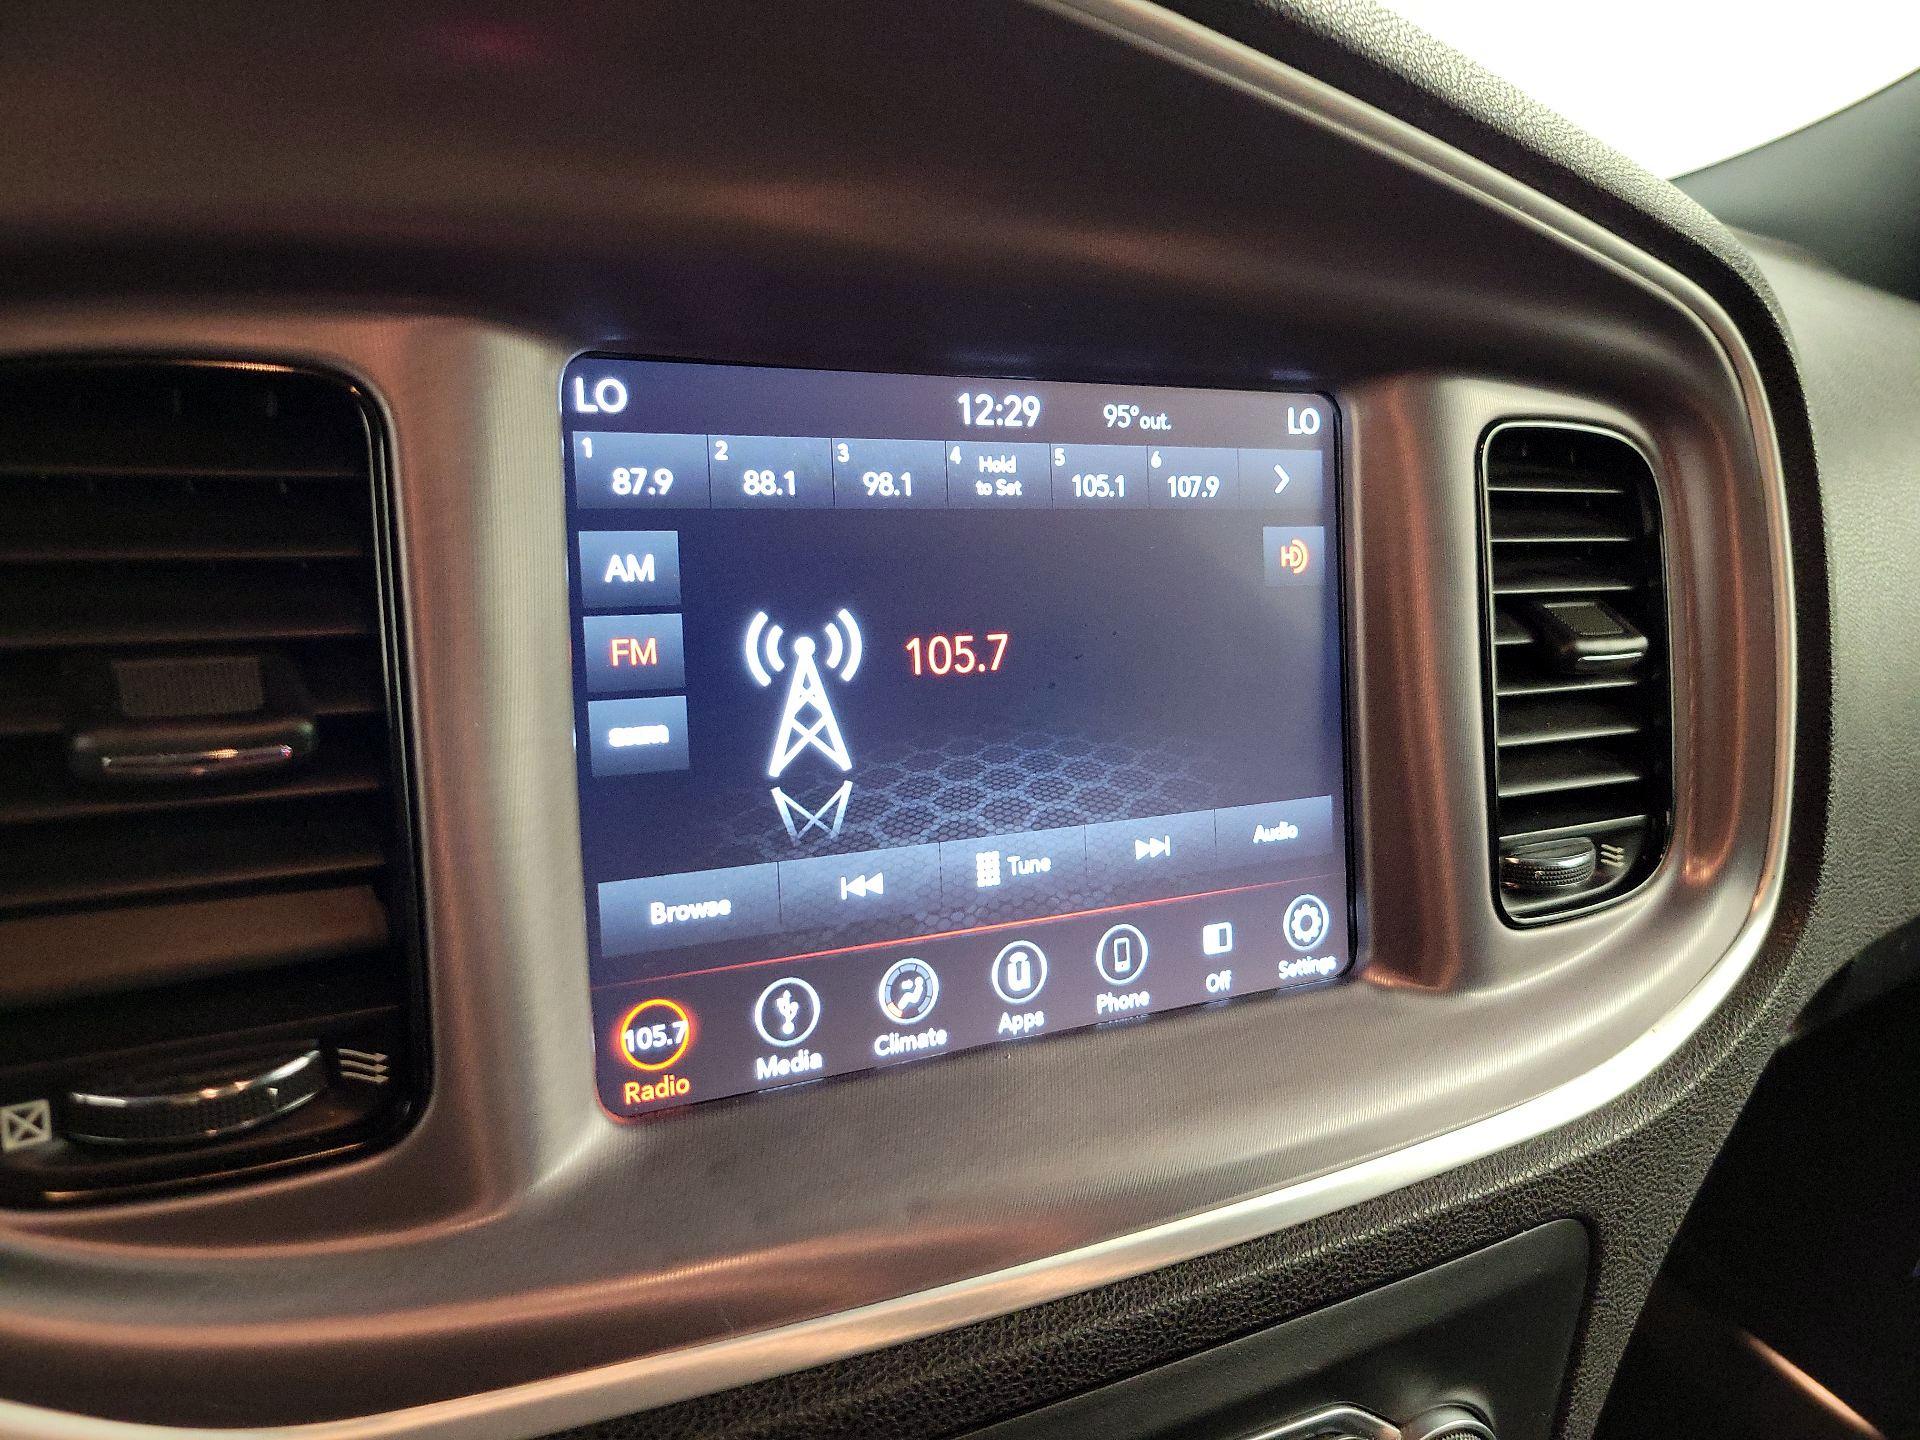 LO 12:29 95° out. LO
1 87.9 2 88.1 3 98.1 4 Hold to Set 5 105.1 6 107.9
AM
HD
FM
105.7
Browse Tune Audio
105.7
Radio Media Climate Apps Phone Off Settings